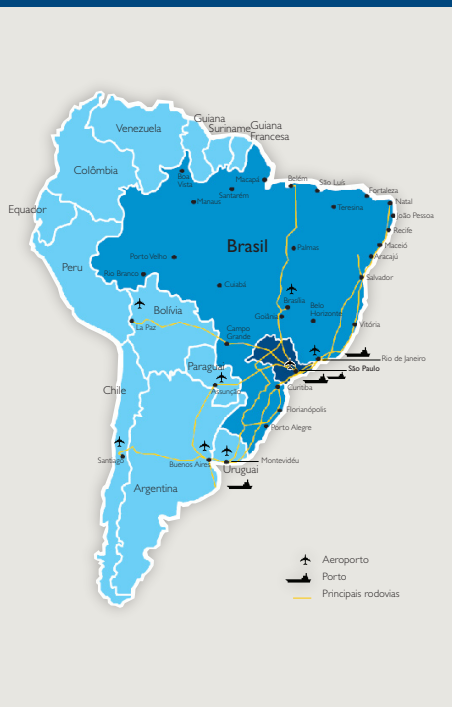 Guiana
Venezuela
Suriname
Guiana
Francesa
Colômbia
Boa
Vista
Macapá
Belém
São Luís
Santarém
Fortaleza
Manaus
Teresina
Natal
Equador
João Pessoa
Recife
Brasil
Palmas
Maceió
Porto Velho
Aracajú
Peru
Rio Branco
Salvador
Cuiabá
Brasília
Bolívia
Goiânia
Belo
Horizonte
La Paz
Vitória
Campo
Grande
Rio de Janeiro
Paraguai
São Paulo
Chile
Assunção
Curitiba
Florianópolis
Porto Alegre
Santiago
Buenos Aires
Montevidéu
Uruguai
Argentina
Aeroporto
Porto
Principais rodovias